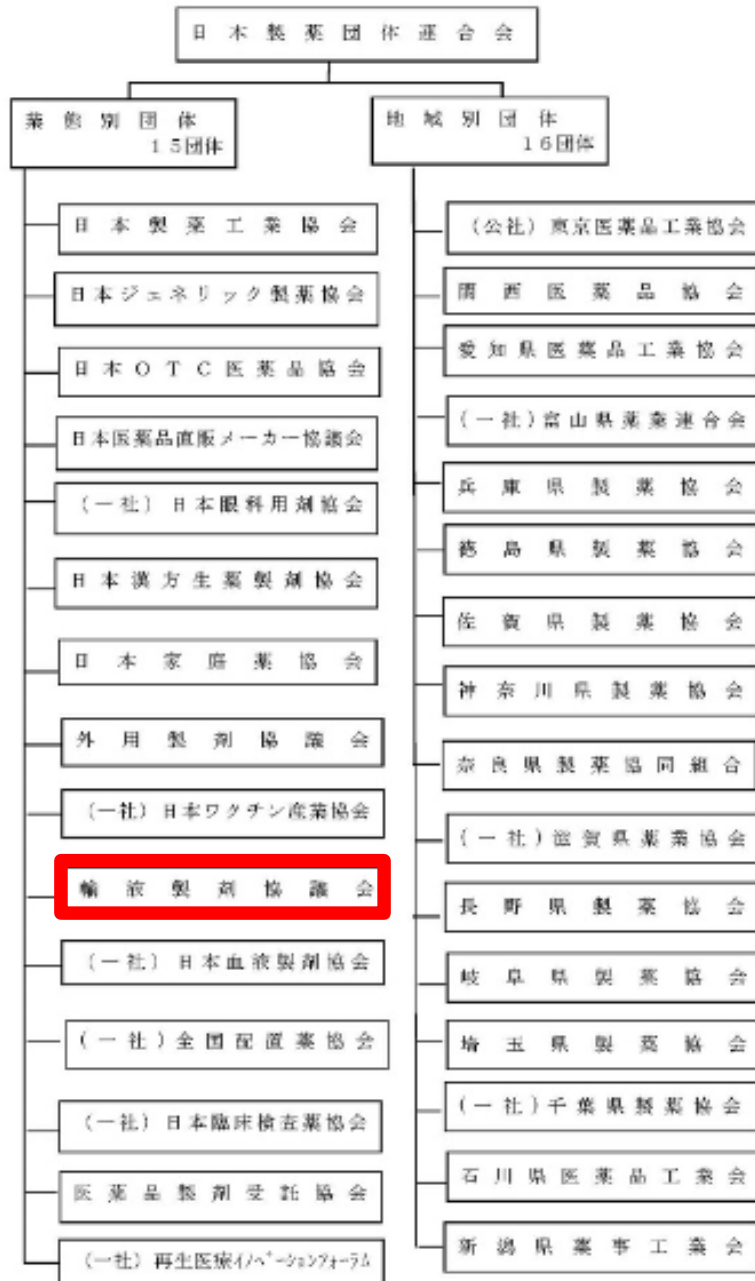 日本製薬団体連合会
業態別団体
15団体
日本製薬工業協会
日本ジェネリック製薬協会
日本OTC医薬品協会
日本医薬品直販メーカー協議会
(一社)日本眼科用剤協会
日本漢方生薬製剤協会
日本家庭薬協会
外用製剤協議会
(一社)日本ワクチン産業協会
輸液製剤協議会
(一社)日本血液製剤協会
(一社)全国配置薬協会
(一社)日本臨床検査薬協会
医薬品製剤受託協会
(一社)再生医療イノベーションフォーラム
地域別団体
16団体
(公社)東京医薬品工業協会
関西医薬品協会
愛知県医薬品工業協会
(一社)富山県薬業連合会
兵庫県製薬協会
徳島県製薬協会
佐賀県製薬協会
神奈川県製薬協会
奈良県製薬協同組合
(一社)滋賀県薬業協会
長野県製薬協会
岐阜県製薬協会
埼玉県製薬協会
(一社)千葉県製薬協会
石川県医薬品工業会
新潟県薬事工業会